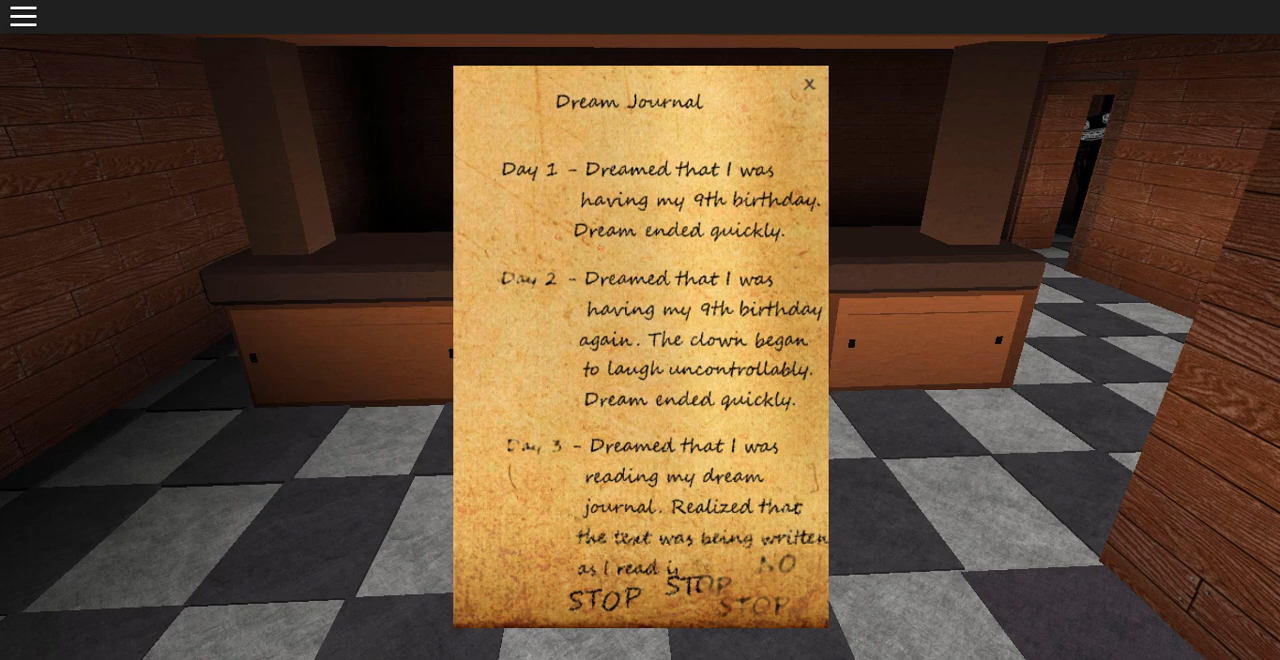 x
Dream Journal
Day 1 - Dreamed that I was
having my 9th birthday.
Dream ended quickly.
Day 2 - Dreamed that I was
having my 9th birthday
again. The clown began
to laugh uncontrollably.
Dream ended quickly.
Day 3 - Dreamed that I was
reading my dream
journal. Realized that
the text was being written
as I read it
NO
STOP
STOP
STOP